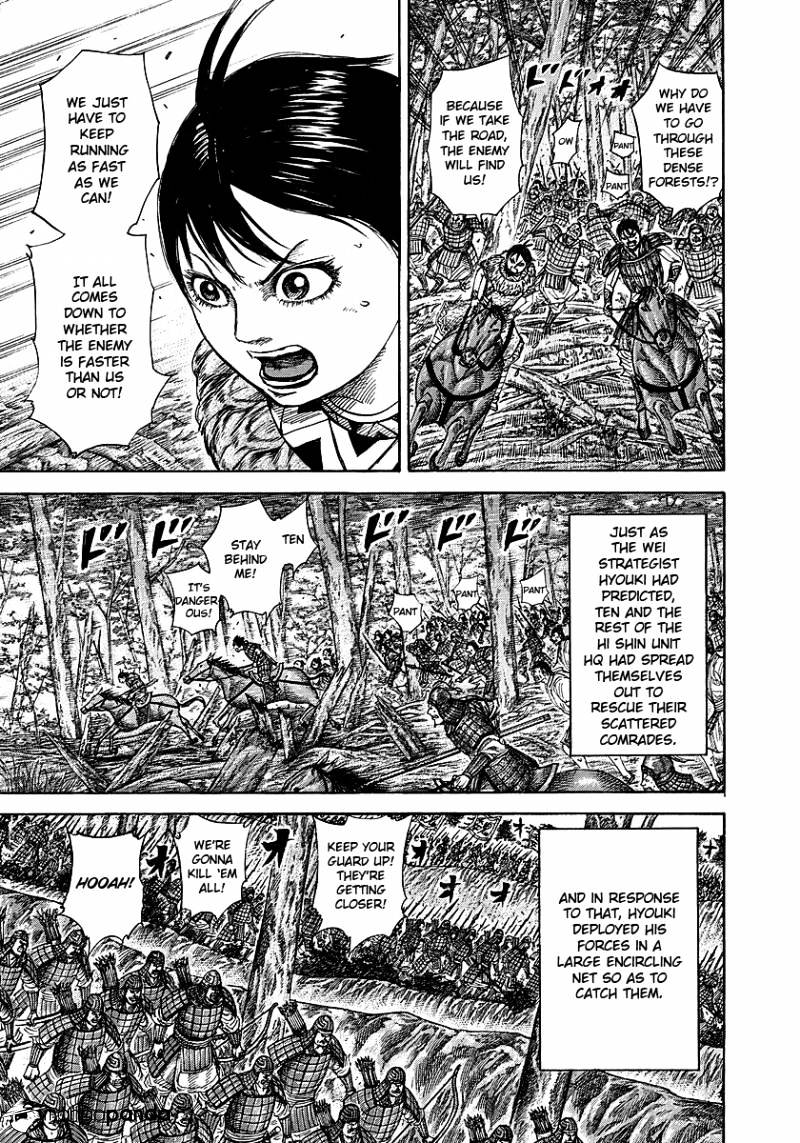 WHY DO
WE HAVE
TO GO
THROUGH
THESE
DENSE
FORESTS!?
PANT
PANT
OW
BECAUSE
IF WE TAKE
THE ROAD,
THE ENEMY
WILL FIND
US!
ドドォォ
WE JUST
HAVE TO
KEEP
RUNNING
AS FAST
AS WE
CAN!
IT ALL
COMES
DOWN TO
WHETHER
THE ENEMY
IS FASTER
THAN US
OR NOT!
JUST AS
THE WEI
STRATEGIST
HYOUKI HAD
PREDICTED,
TEN AND THE
REST OF THE
HI SHIN UNIT
HQ HAD SPREAD
THEMSELVES
OUT TO
RESCUE THEIR
SCATTERED
COMRADES.
PANT
PANT
PANT
ドドドドドド
TEN
STAY
BEHIND
ME!
IT'S
DANGER
OUS!
AND IN RESPONSE
TO THAT, HYOUKI
DEPLOYED HIS
FORCES IN A
LARGE ENCIRCLING
NET SO AS TO
CATCH THEM.
KEEP YOUR
GUARD UP!
THEY'RE
GETTING
CLOSER!
オオオオ
WE'RE
GONNA
KILL 'EM
ALL!
HOOAH!
mangapanda